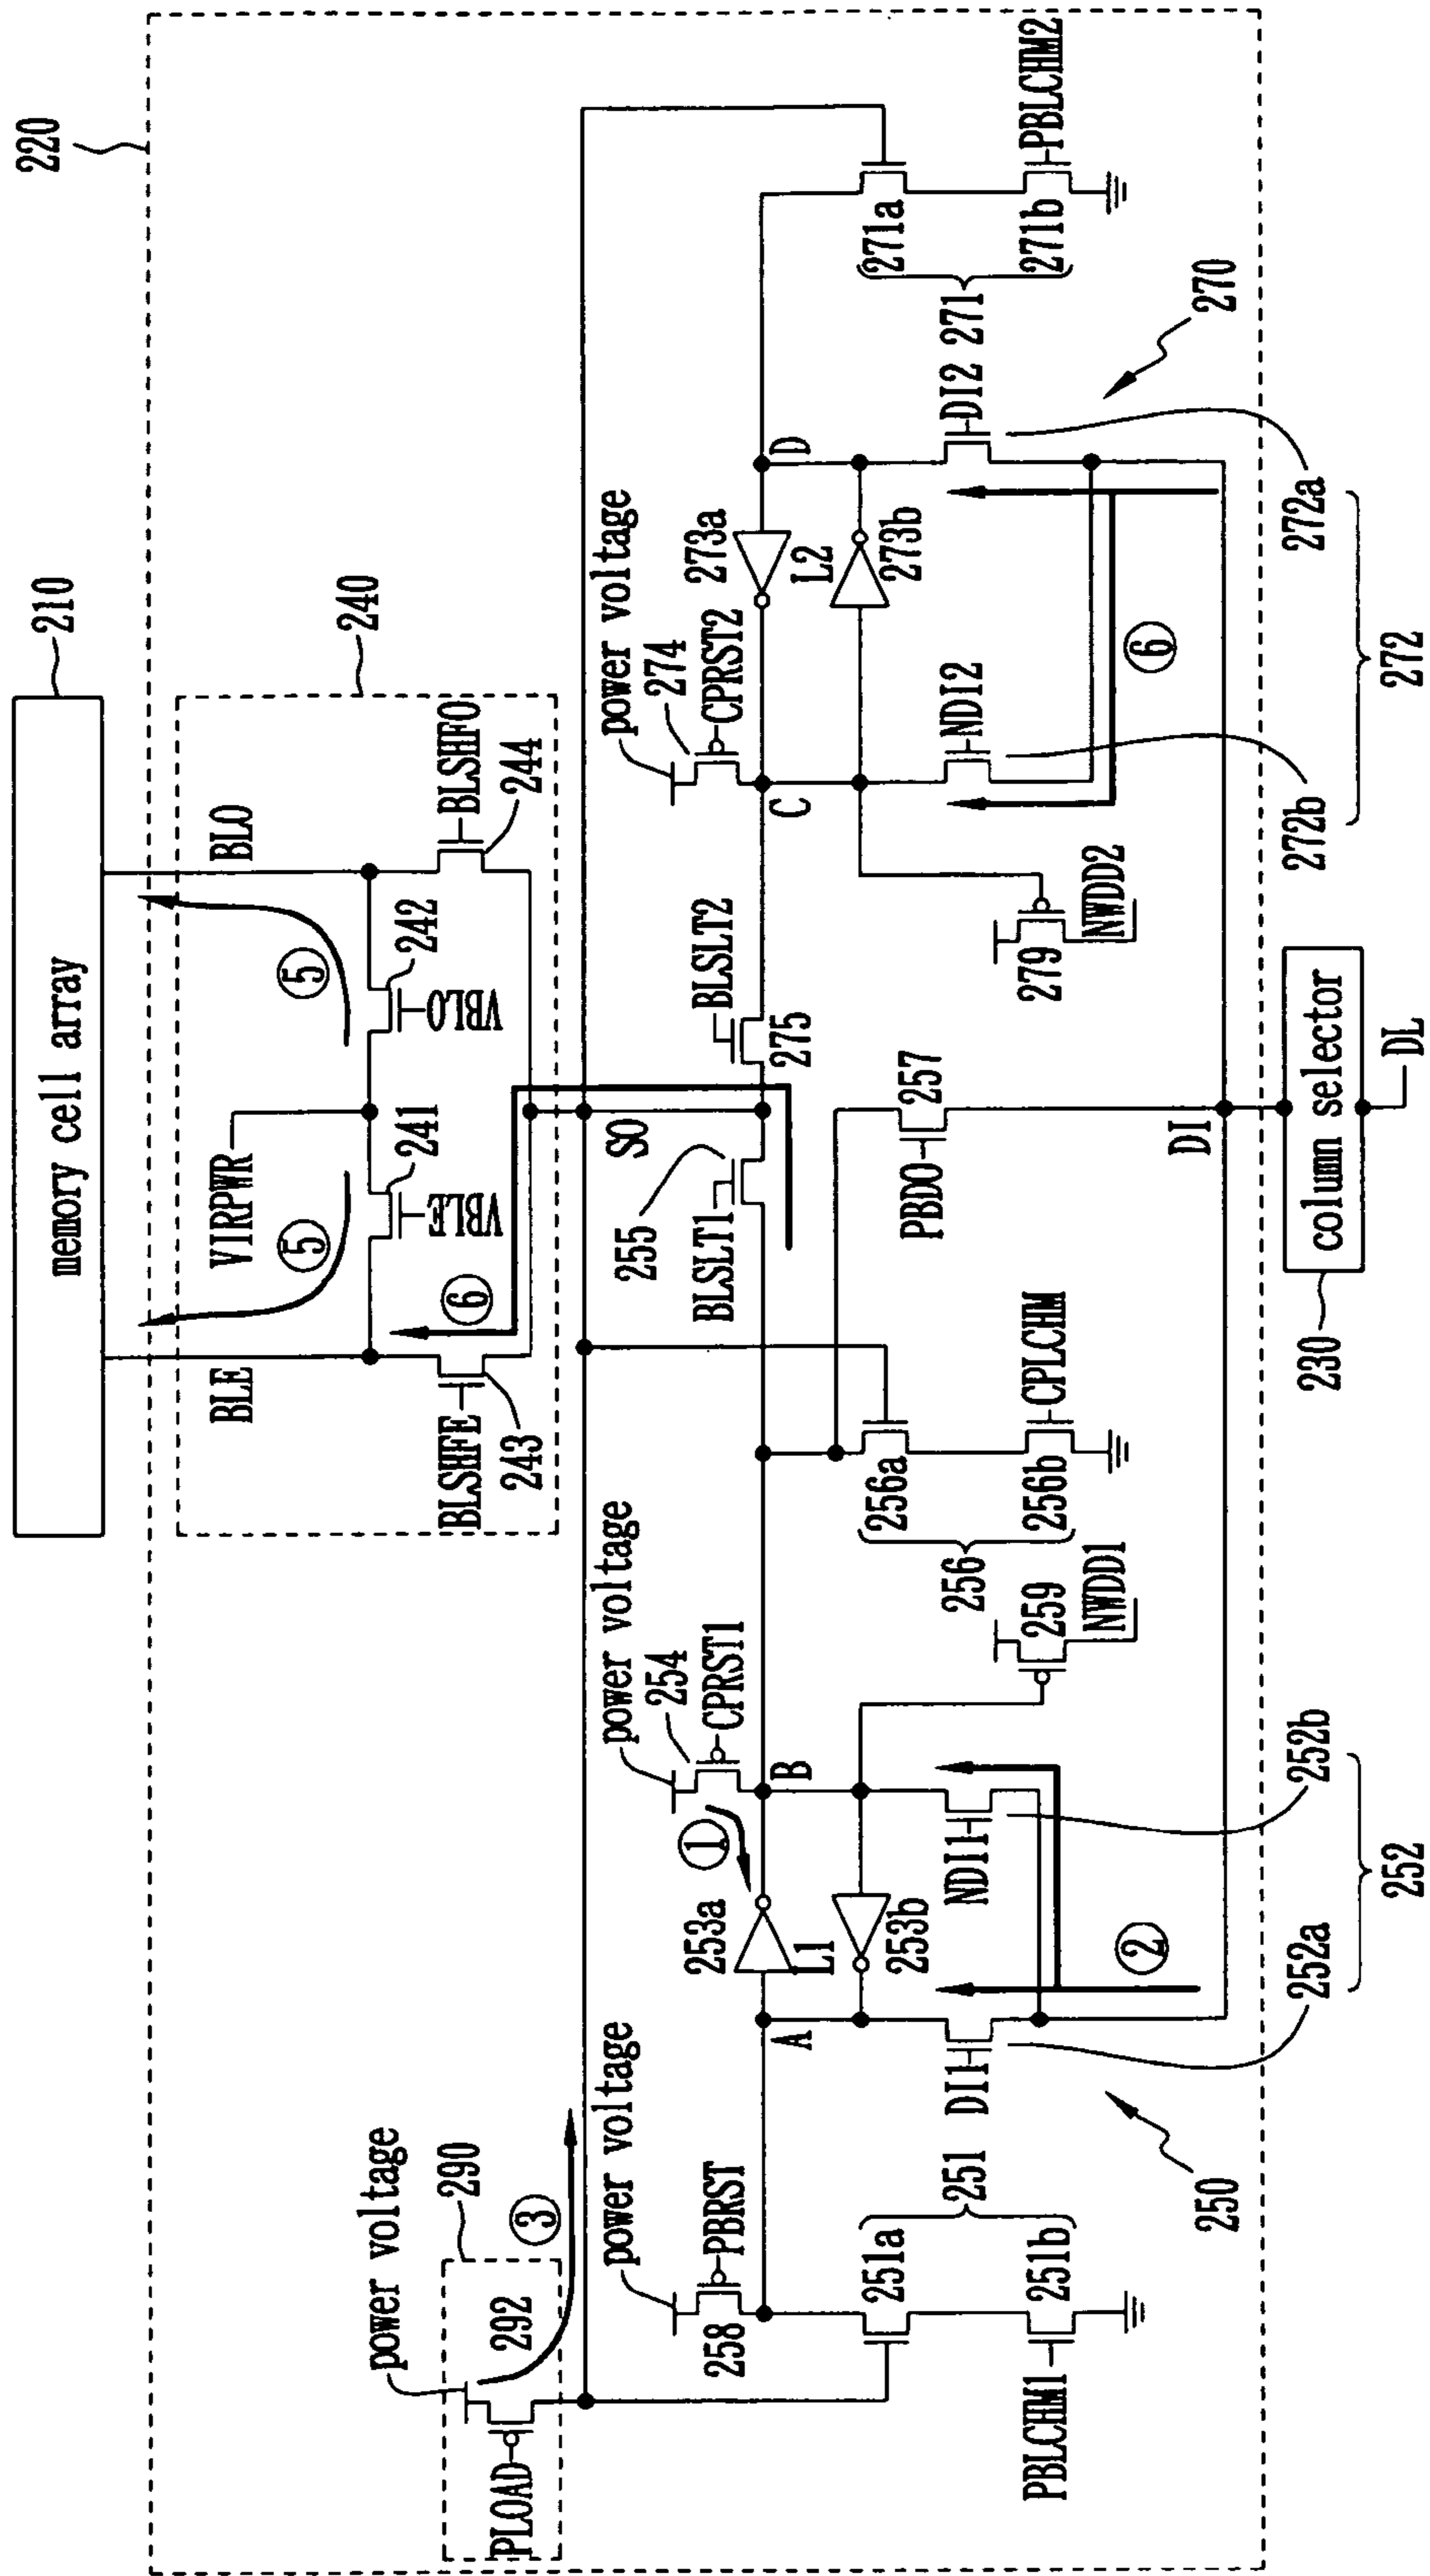 220
210
memory cell array
240
BLE
BLO
VIRPWR
⑤
⑤
241
242
VBLE
VBLO
⑥
BLSHFE
243
BLSHFO
244
power voltage
290
292
③
PLOAD
SO
power voltage
258
PBRST
power voltage
254
CPRST1
①
253a
L1
A
B
253b
255
BLSLT1
BLSLT2
275
power voltage
274
CPRST2
273a
L2
C
D
273b
251a
251
251b
PBLCHM1
DI1
NDI1
②
252a
252b
252
250
259
NWDD1
256a
256
256b
CPLCHM
PBDO
257
DI
279
NWDD2
NDI2
DI2
⑥
272b
272a
272
271a
271
271b
PBLCHM2
270
230
column selector
DL